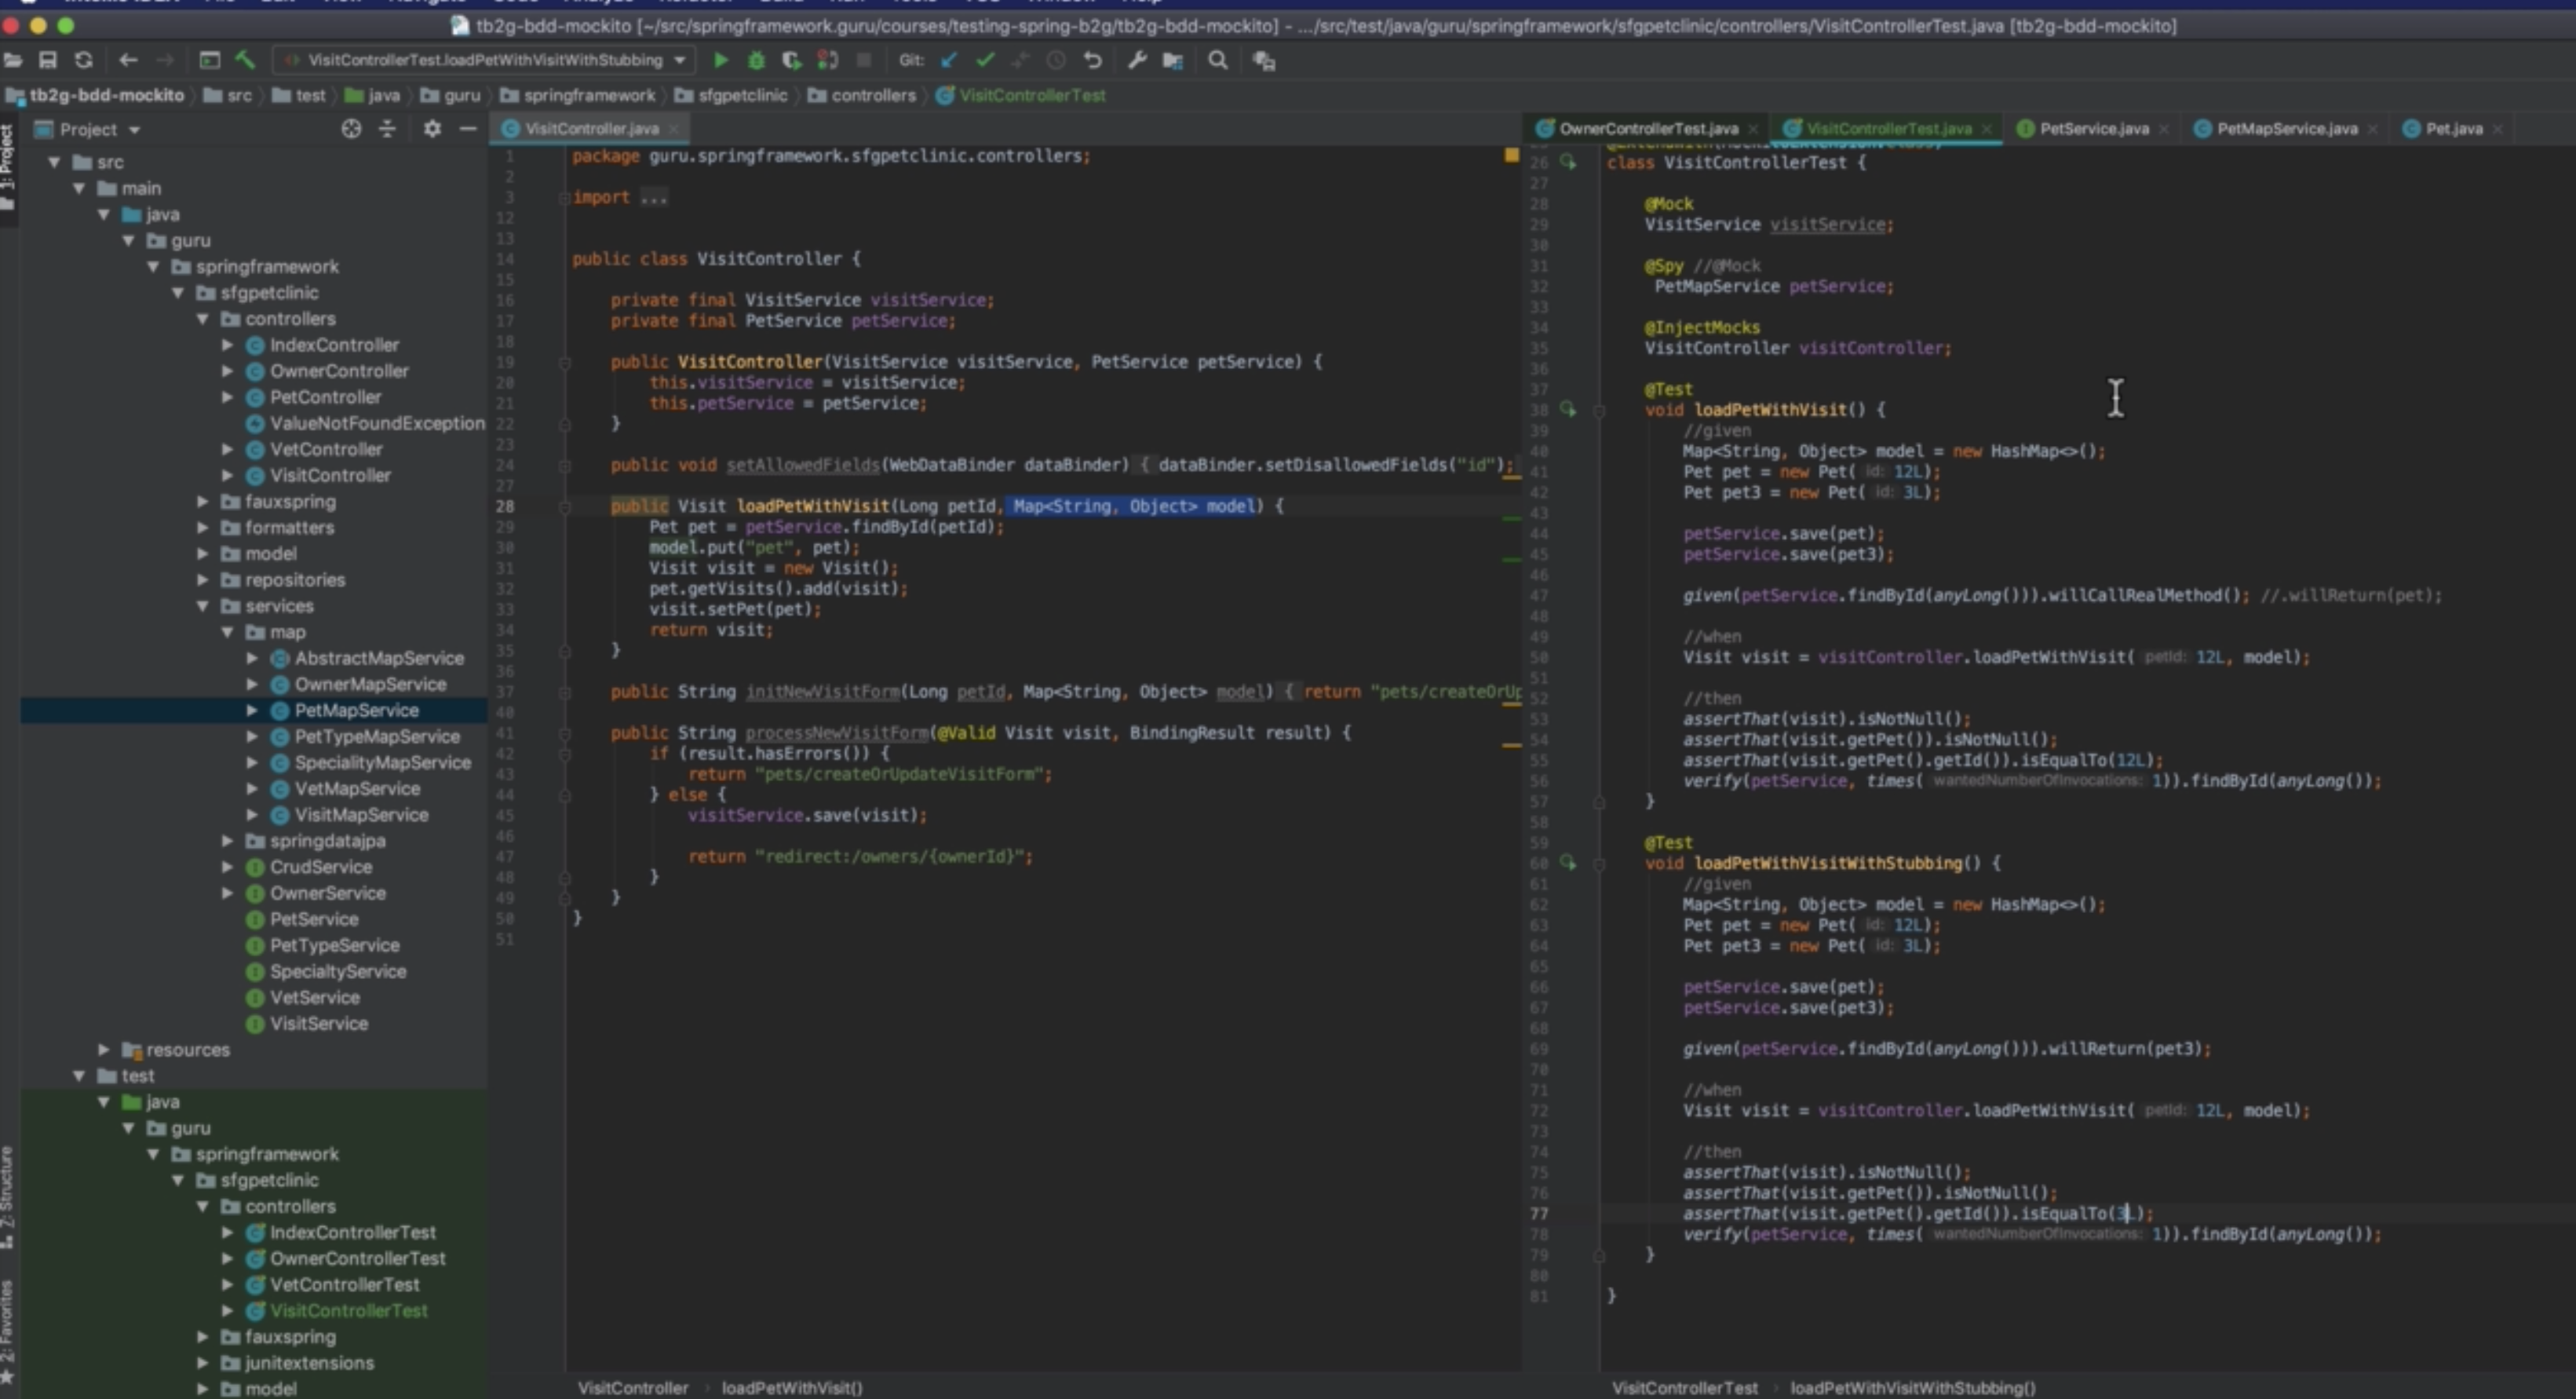 tb2g-bdd-mockito [~/src/springframework.guru/courses/testing-spring-b2g/tb2g-bdd-mockito] - .../src/test/java/guru/springframework/sfgpetclinic/controllers/VisitControllerTest.java [tb2g-bdd-mockito]
VisitControllerTest.loadPetWithVisitWithStubbing
Git:
tb2g-bdd-mockito
src
test
java
guru
springframework
sfgpetclinic
controllers
VisitControllerTest
1: Project
Z: Structure
2: Favorites
Project
src
main
java
guru
springframework
sfgpetclinic
controllers
IndexController
OwnerController
PetController
ValueNotFoundException
VetController
VisitController
fauxspring
formatters
model
repositories
services
map
AbstractMapService
OwnerMapService
PetMapService
PetTypeMapService
SpecialityMapService
VetMapService
VisitMapService
springdatajpa
CrudService
OwnerService
PetService
PetTypeService
SpecialtyService
VetService
VisitService
resources
test
java
guru
springframework
sfgpetclinic
controllers
IndexControllerTest
OwnerControllerTest
VetControllerTest
VisitControllerTest
fauxspring
junitextensions
model
VisitController.java
1 package guru.springframework.sfgpetclinic.controllers;
2
3 import ...
12
13
14 public class VisitController {
15
16 private final VisitService visitService;
17 private final PetService petService;
18
19 public VisitController(VisitService visitService, PetService petService) {
20 this.visitService = visitService;
21 this.petService = petService;
22 }
23
24 public void setAllowedFields(WebDataBinder dataBinder) { dataBinder.setDisallowedFields("id");
27
28 public Visit loadPetWithVisit(Long petId, Map<String, Object> model) {
29 Pet pet = petService.findById(petId);
30 model.put("pet", pet);
31 Visit visit = new Visit();
32 pet.getVisits().add(visit);
33 visit.setPet(pet);
34 return visit;
35 }
36
37 public String initNewVisitForm(Long petId, Map<String, Object> model) { return "pets/createOrUp
40
41 public String processNewVisitForm(@Valid Visit visit, BindingResult result) {
42 if (result.hasErrors()) {
43 return "pets/createOrUpdateVisitForm";
44 } else {
45 visitService.save(visit);
46
47 return "redirect:/owners/{ownerId}";
48 }
49 }
50 }
51
VisitController › loadPetWithVisit()
OwnerControllerTest.java
VisitControllerTest.java
PetService.java
PetMapService.java
Pet.java
26 class VisitControllerTest {
27
28 @Mock
29 VisitService visitService;
30
31 @Spy //@Mock
32 PetMapService petService;
33
34 @InjectMocks
35 VisitController visitController;
36
37 @Test
38 void loadPetWithVisit() {
39 //given
40 Map<String, Object> model = new HashMap<>();
41 Pet pet = new Pet( id: 12L);
42 Pet pet3 = new Pet( id: 3L);
43
44 petService.save(pet);
45 petService.save(pet3);
46
47 given(petService.findById(anyLong())).willCallRealMethod(); //.willReturn(pet);
48
49 //when
50 Visit visit = visitController.loadPetWithVisit( petId: 12L, model);
51
52 //then
53 assertThat(visit).isNotNull();
54 assertThat(visit.getPet()).isNotNull();
55 assertThat(visit.getPet().getId()).isEqualTo(12L);
56 verify(petService, times( wantedNumberOfInvocations: 1)).findById(anyLong());
57 }
58
59 @Test
60 void loadPetWithVisitWithStubbing() {
61 //given
62 Map<String, Object> model = new HashMap<>();
63 Pet pet = new Pet( id: 12L);
64 Pet pet3 = new Pet( id: 3L);
65
66 petService.save(pet);
67 petService.save(pet3);
68
69 given(petService.findById(anyLong())).willReturn(pet3);
70
71 //when
72 Visit visit = visitController.loadPetWithVisit( petId: 12L, model);
73
74 //then
75 assertThat(visit).isNotNull();
76 assertThat(visit.getPet()).isNotNull();
77 assertThat(visit.getPet().getId()).isEqualTo(3L);
78 verify(petService, times( wantedNumberOfInvocations: 1)).findById(anyLong());
79 }
80
81 }
VisitControllerTest › loadPetWithVisitWithStubbing()